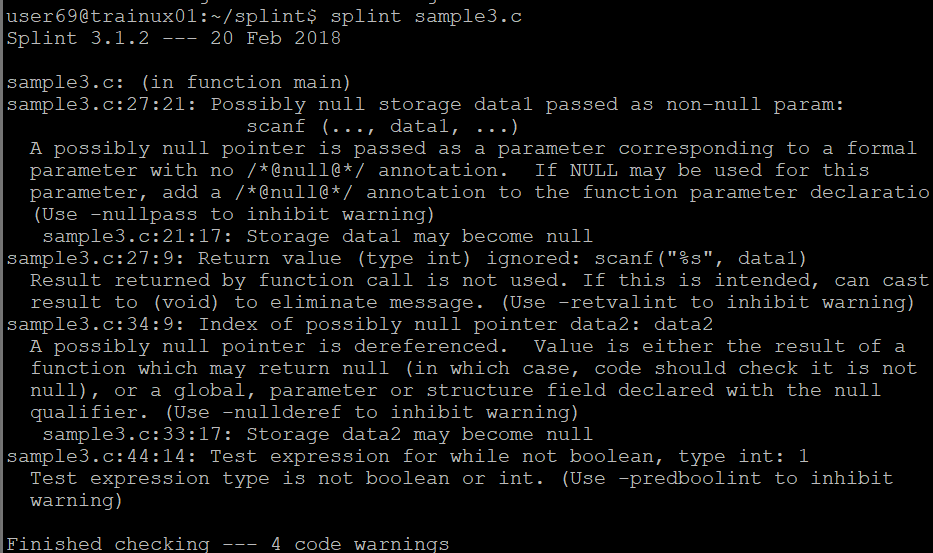 user69@trainux01:~/splint$ splint sample3.c
Splint 3.1.2 --- 20 Feb 2018
sample3.c: (in function main)
sample3.c:27:21: Possibly null storage data1 passed as non-null param:
scanf (..., data1, ...)
A possibly null pointer is passed as a parameter corresponding to a formal
parameter with no /*@null@*/ annotation.  If NULL may be used for this
parameter, add a /*@null@*/ annotation to the function parameter declaratio
(Use -nullpass to inhibit warning)
sample3.c:21:17: Storage data1 may become null
sample3.c:27:9: Return value (type int) ignored: scanf("%s", data1)
Result returned by function call is not used. If this is intended, can cast
result to (void) to eliminate message. (Use -retvalint to inhibit warning)
sample3.c:34:9: Index of possibly null pointer data2: data2
A possibly null pointer is dereferenced.  Value is either the result of a
function which may return null (in which case, code should check it is not
null), or a global, parameter or structure field declared with the null
qualifier. (Use -nullderef to inhibit warning)
sample3.c:33:17: Storage data2 may become null
sample3.c:44:14: Test expression for while not boolean, type int: 1
Test expression type is not boolean or int. (Use -predboolint to inhibit
warning)
Finished checking --- 4 code warnings